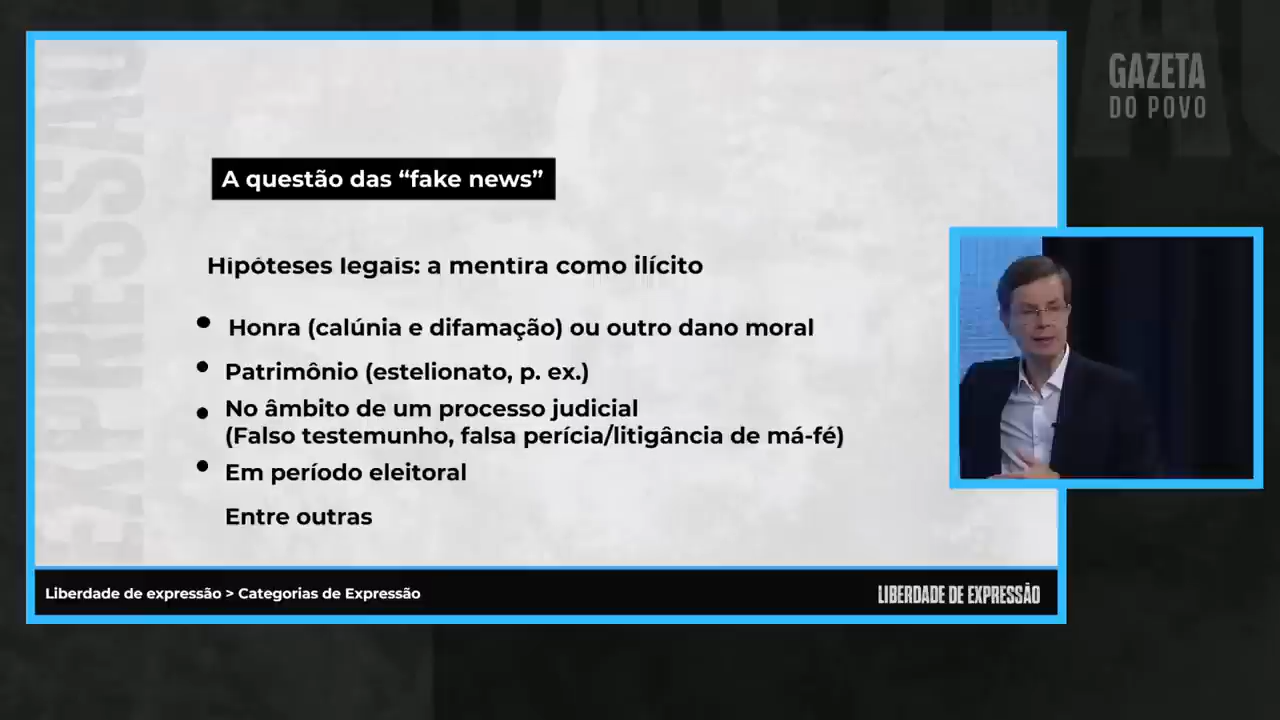 GAZETA
DO POVO
EXPRESSÃO
A questão das “fake news”
Hipóteses legais: a mentira como ilícito
• Honra (calúnia e difamação) ou outro dano moral
• Patrimônio (estelionato, p. ex.)
• No âmbito de um processo judicial
(Falso testemunho, falsa perícia/litigância de má-fé)
• Em período eleitoral
Entre outras
Liberdade de expressão > Categorias de Expressão
LIBERDADE DE EXPRESSÃO